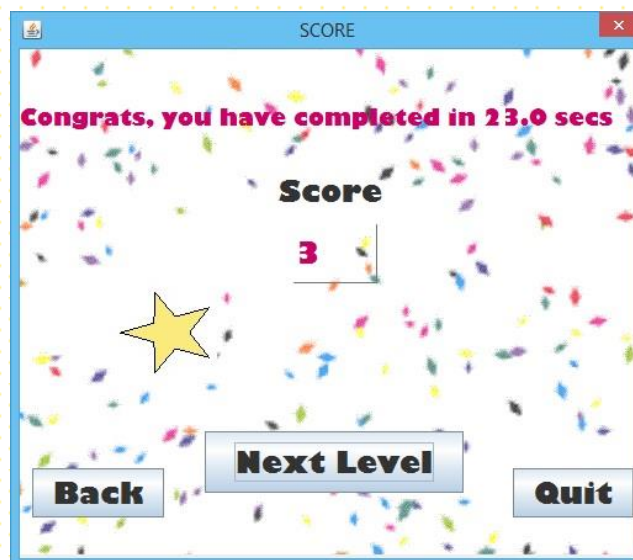 SCORE
Congrats, you have completed in 23.0 secs
Score
3
Next Level
Back
Quit